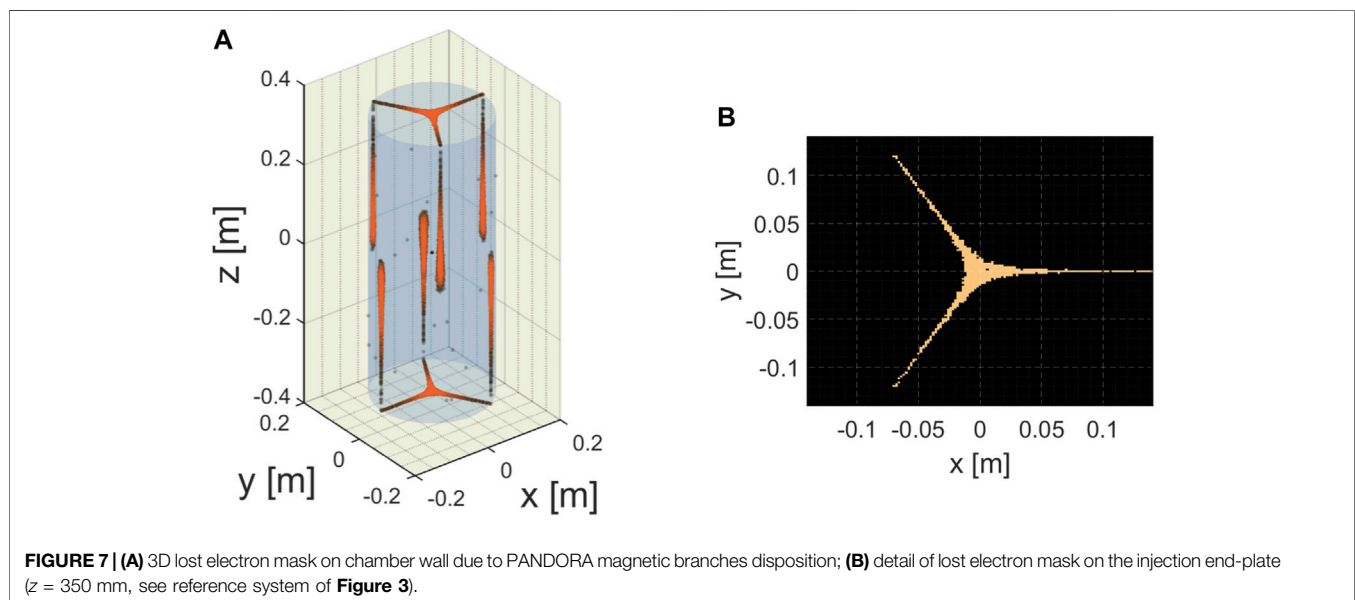 A
0.4
0.2
0
-0.2
-0.4
z [m]
0.2
0
-0.2
y [m]
-0.2
0
0.2
x [m]
B
0.1
0.05
0
-0.05
-0.1
y [m]
-0.1 -0.05 0 0.05 0.1
x [m]
FIGURE 7 | (A) 3D lost electron mask on chamber wall due to PANDORA magnetic branches disposition; (B) detail of lost electron mask on the injection end-plate
(z = 350 mm, see reference system of Figure 3).